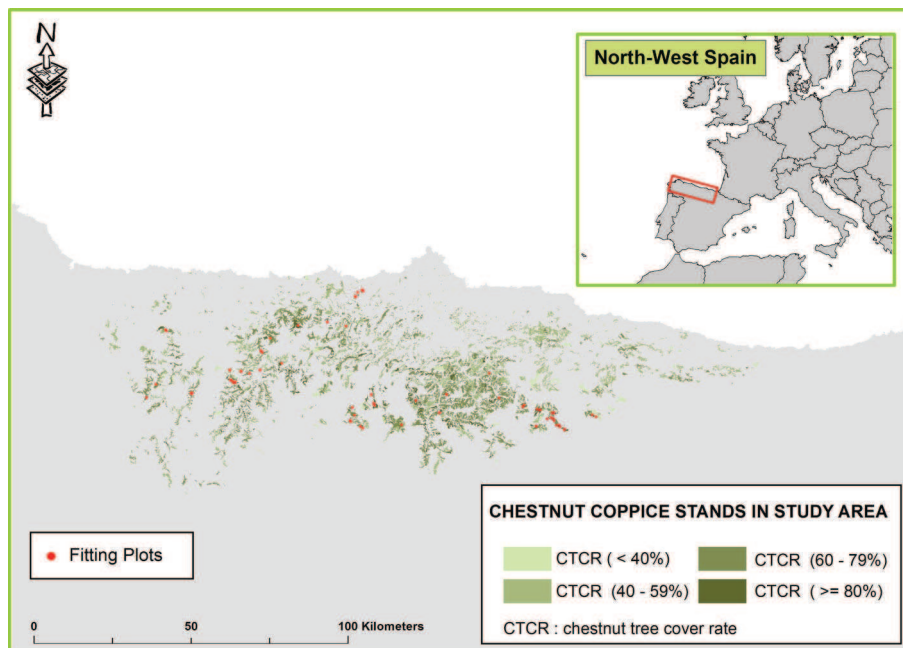 N
North-West Spain
CHESTNUT COPPICE STANDS IN STUDY AREA
CTCR ( < 40%)
CTCR (60 - 79%)
CTCR (40 - 59%)
CTCR ( >= 80%)
CTCR : chestnut tree cover rate
Fitting Plots
0 50 100 Kilometers